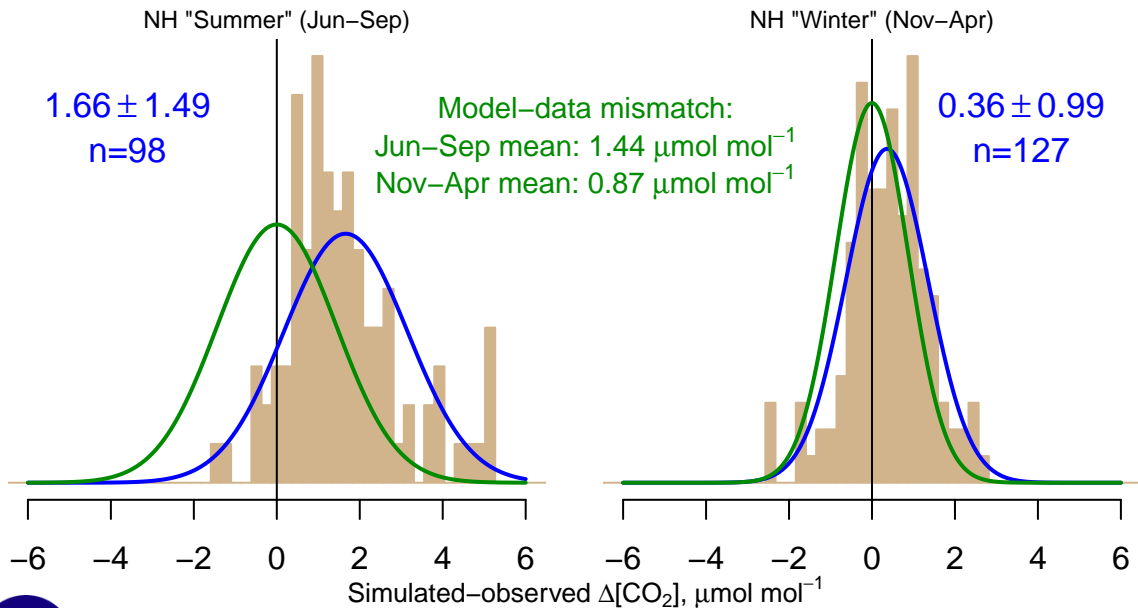 NH "Summer" (Jun−Sep)
NH "Winter" (Nov−Apr)
1.66 ± 1.49
n=98
Model−data mismatch:
Jun−Sep mean: 1.44 μmol mol⁻¹
Nov−Apr mean: 0.87 μmol mol⁻¹
0.36 ± 0.99
n=127
−6 −4 −2 0 2 4 6
−6 −4 −2 0 2 4 6
Simulated−observed Δ[CO₂], μmol mol⁻¹